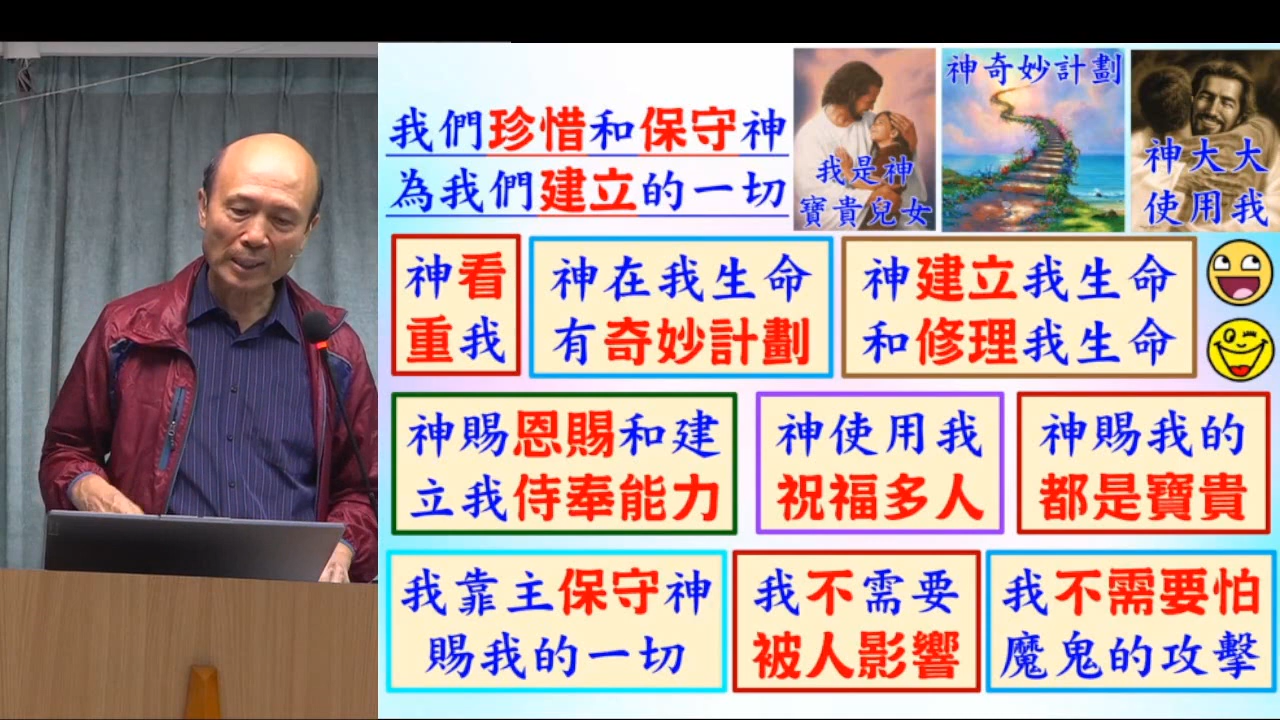 我們珍惜和保守神
為我們建立的一切
我是神
寶貴兒女
神奇妙計劃
神大大
使用我
神看
重我
神在我生命
有奇妙計劃
神建立我生命
和修理我生命
神賜恩賜和建
立我侍奉能力
神使用我
祝福多人
神賜我的
都是寶貴
我靠主保守神
賜我的一切
我不需要
被人影響
我不需要怕
魔鬼的攻擊